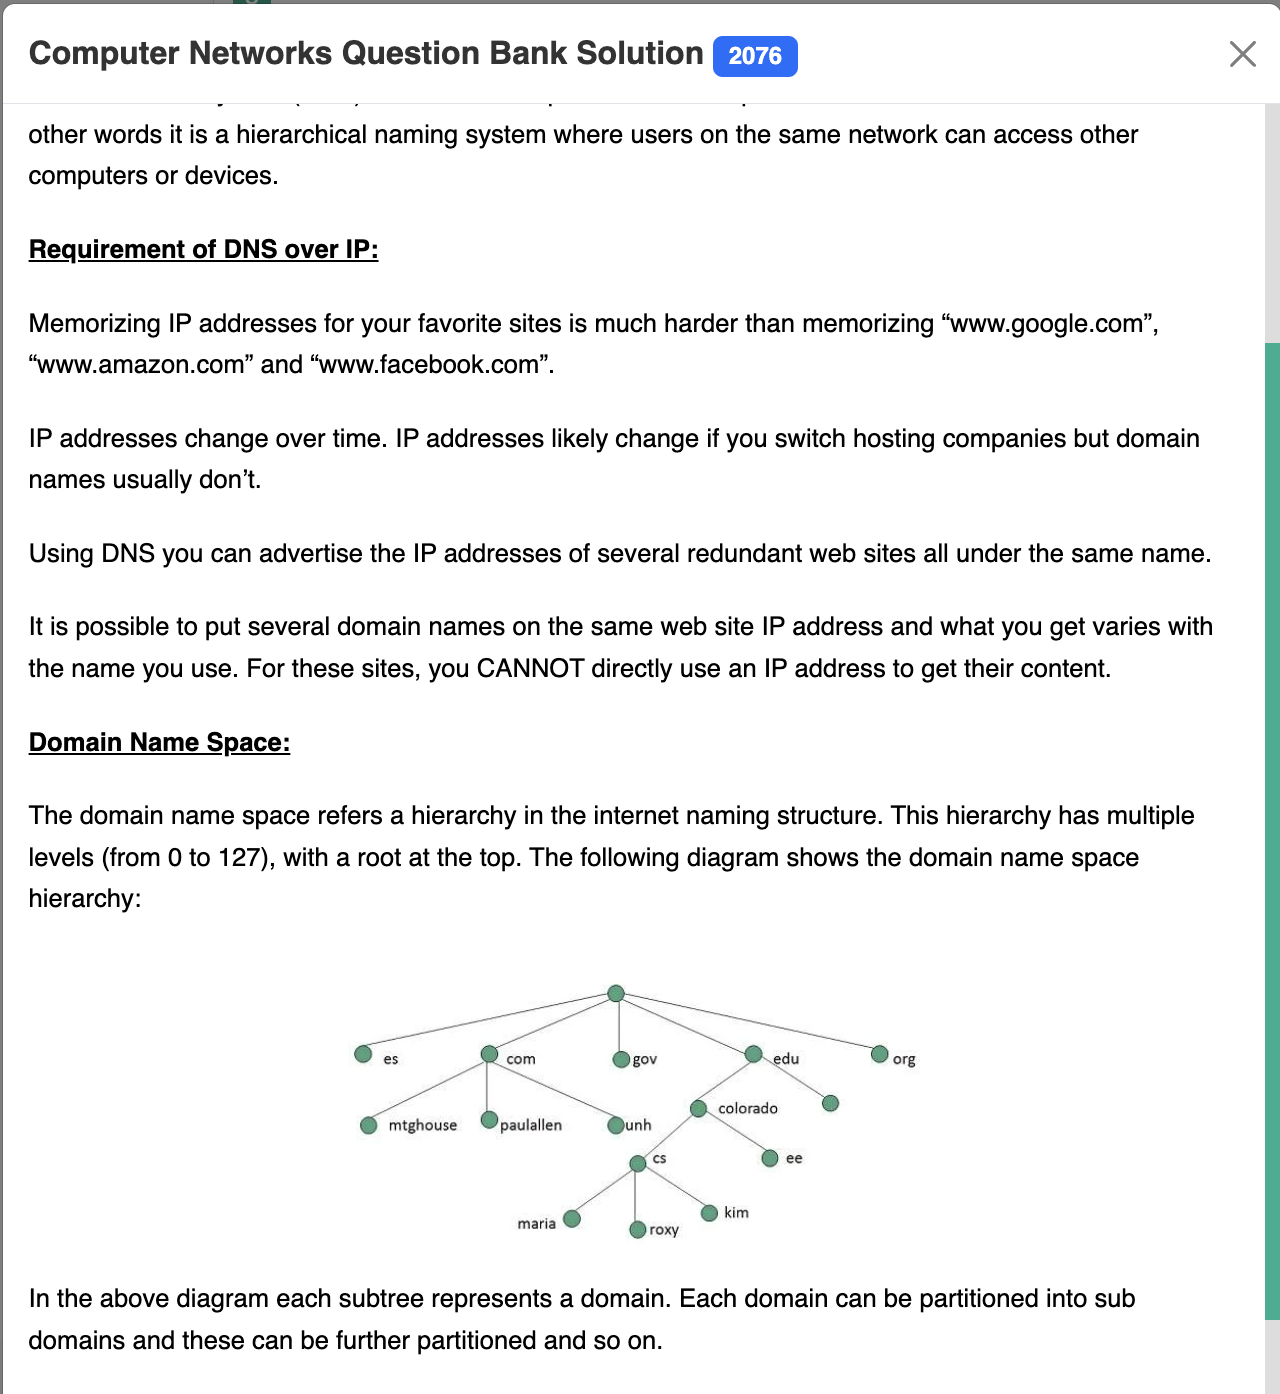 Computer Networks Question Bank Solution 2076
other words it is a hierarchical naming system where users on the same network can access other
computers or devices.
Requirement of DNS over IP:
Memorizing IP addresses for your favorite sites is much harder than memorizing “www.google.com”,
“www.amazon.com” and “www.facebook.com”.
IP addresses change over time. IP addresses likely change if you switch hosting companies but domain
names usually don’t.
Using DNS you can advertise the IP addresses of several redundant web sites all under the same name.
It is possible to put several domain names on the same web site IP address and what you get varies with
the name you use. For these sites, you CANNOT directly use an IP address to get their content.
Domain Name Space:
The domain name space refers a hierarchy in the internet naming structure. This hierarchy has multiple
levels (from 0 to 127), with a root at the top. The following diagram shows the domain name space
hierarchy:
es com gov edu org
colorado
mtghouse paulallen unh
cs ee
kim
maria roxy
In the above diagram each subtree represents a domain. Each domain can be partitioned into sub
domains and these can be further partitioned and so on.